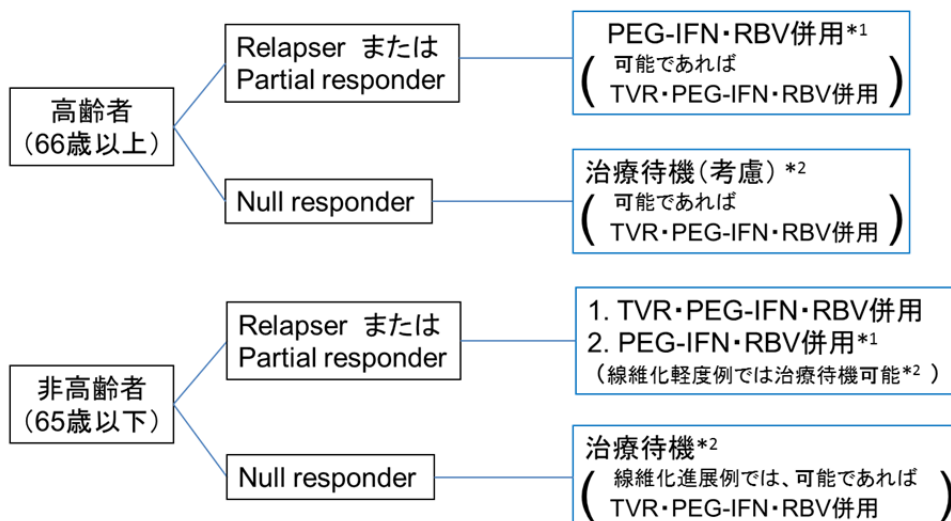 高齢者
(66歳以上)
Relapser または
Partial responder
PEG-IFN・RBV併用*1
( 可能であれば
TVR・PEG-IFN・RBV併用 )
Null responder
治療待機(考慮) *2
( 可能であれば
TVR・PEG-IFN・RBV併用 )
非高齢者
(65歳以下)
Relapser または
Partial responder
1. TVR・PEG-IFN・RBV併用
2. PEG-IFN・RBV併用*1
(線維化軽度例では治療待機可能*2 )
Null responder
治療待機*2
( 線維化進展例では、可能であれば
TVR・PEG-IFN・RBV併用 )